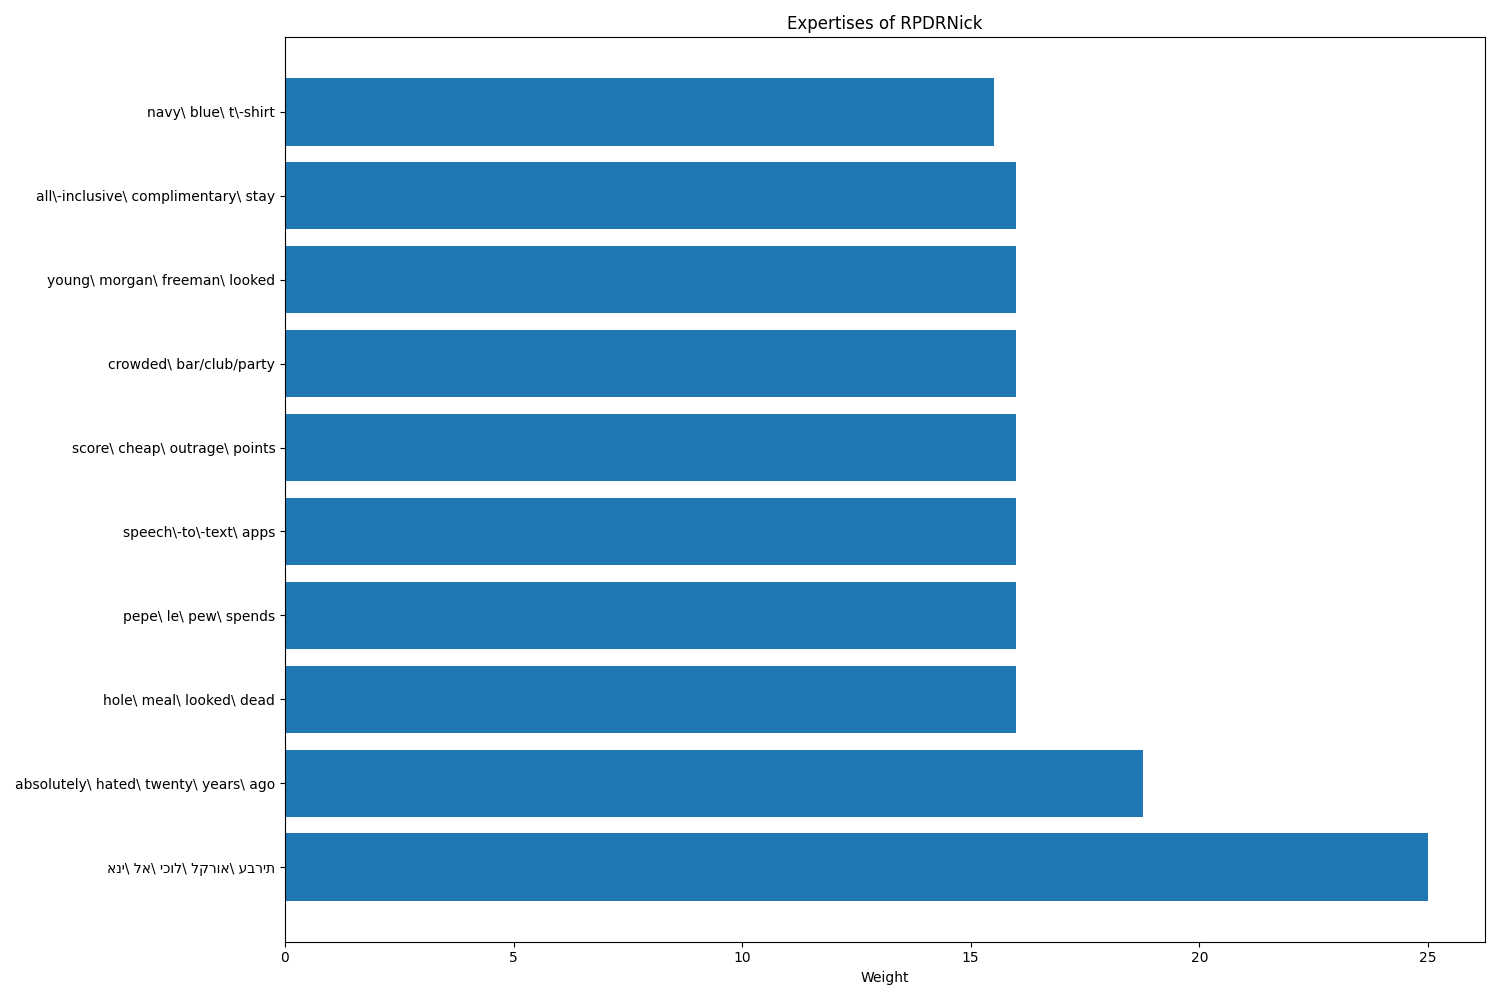 Expertises of RPDRNick
navy\ blue\ t\-shirt
all\-inclusive\ complimentary\ stay
young\ morgan\ freeman\ looked
crowded\ bar/club/party
score\ cheap\ outrage\ points
speech\-to\-text\ apps
pepe\ le\ pew\ spends
hole\ meal\ looked\ dead
absolutely\ hated\ twenty\ years\ ago
אני\ לא\ יכול\ לקרוא\ עברית
0 5 10 15 20 25
Weight